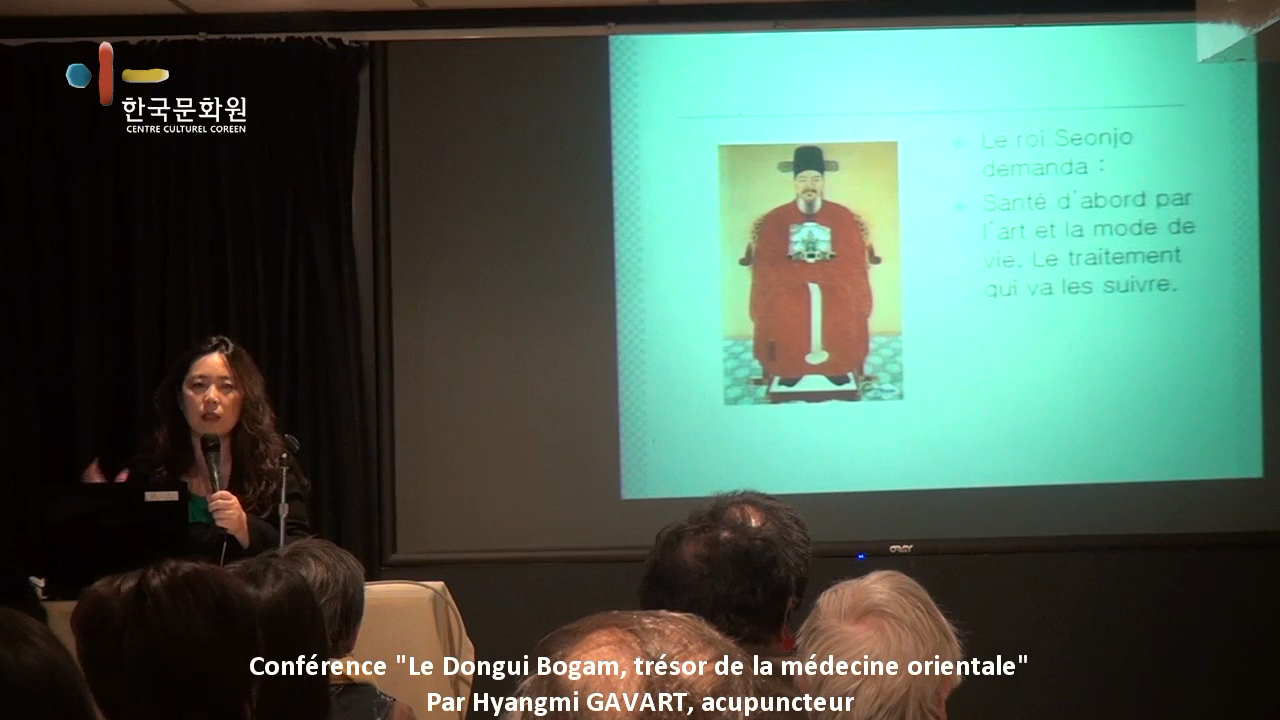 한국문화원
CENTRE CULTUREL COREEN
Le roi Seonjo
demanda :
Santé d'abord par
l'art et la mode de
vie. Le traitement
qui va les suivre.
Conférence "Le Dongui Bogam, trésor de la médecine orientale"
Par Hyangmi GAVART, acupuncteur